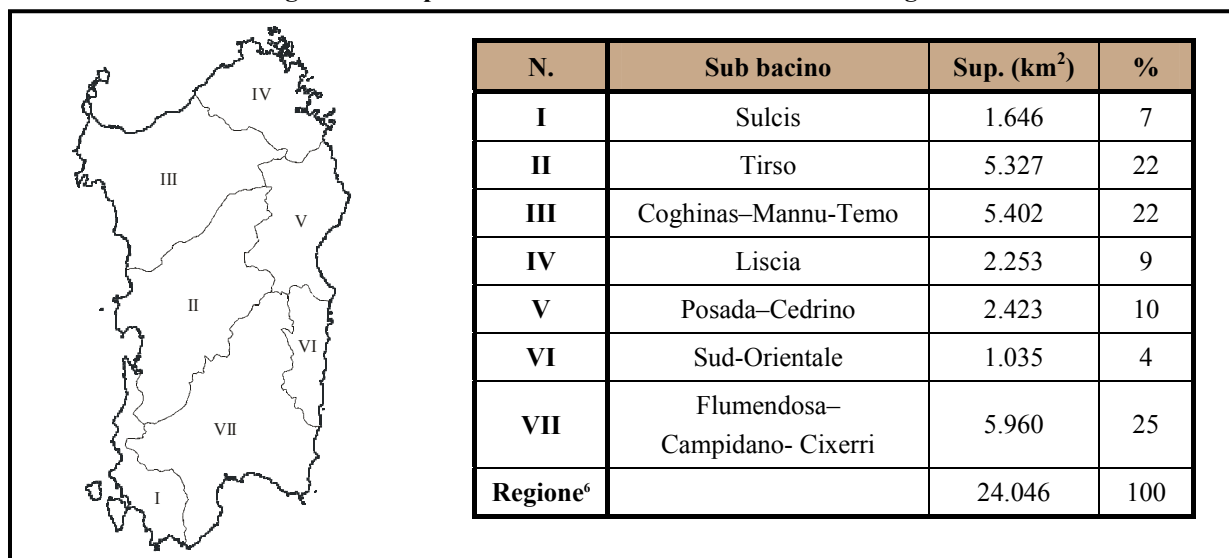 IV
III
V
II
VI
VII
I
N. Sub bacino Sup. (km²) %
I Sulcis 1.646 7
II Tirso 5.327 22
III Coghinas–Mannu-Temo 5.402 22
IV Liscia 2.253 9
V Posada–Cedrino 2.423 10
VI Sud-Orientale 1.035 4
VII Flumendosa–
Campidano- Cixerri 5.960 25
Regione⁶ 24.046 100